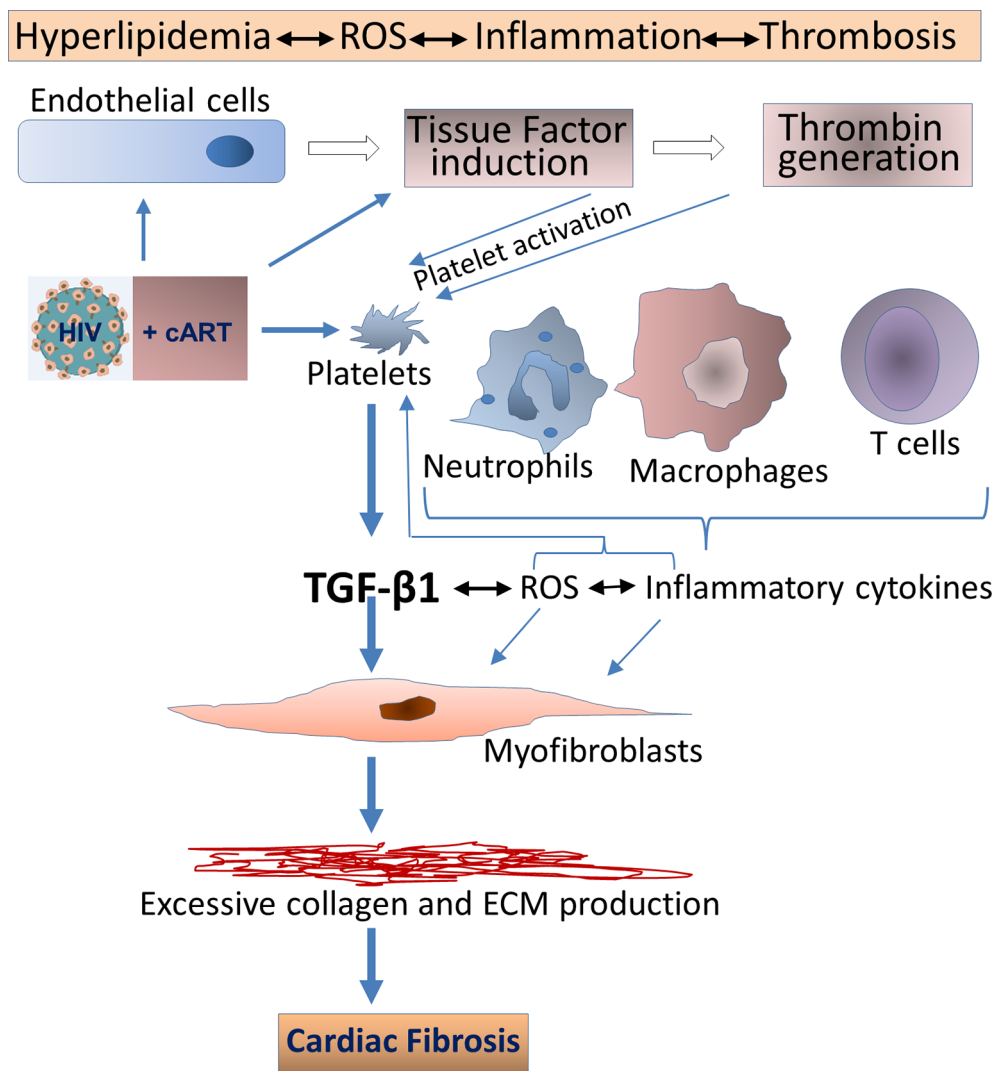 Hyperlipidemia ROS Inflammation Thrombosis
Endothelial cells
Tissue Factor
induction
Thrombin
generation
Platelet activation
HIV + cART
Platelets
Neutrophils
Macrophages
T cells
TGF-β1 ROS Inflammatory cytokines
Myofibroblasts
Excessive collagen and ECM production
Cardiac Fibrosis